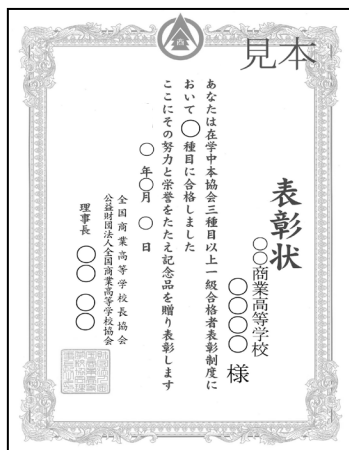 見本
表彰状
○○商業高等学校
○○○○様
あなたは在学中本協会三種目以上一級合格者表彰制度に
おいて○種目に合格しました
ここにその努力と栄誉をたたえ記念品を贈り表彰します
○年○月○日
全国商業高等学校長協会
公益財団法人全国商業高等学校協会
理事長 ○○ ○○